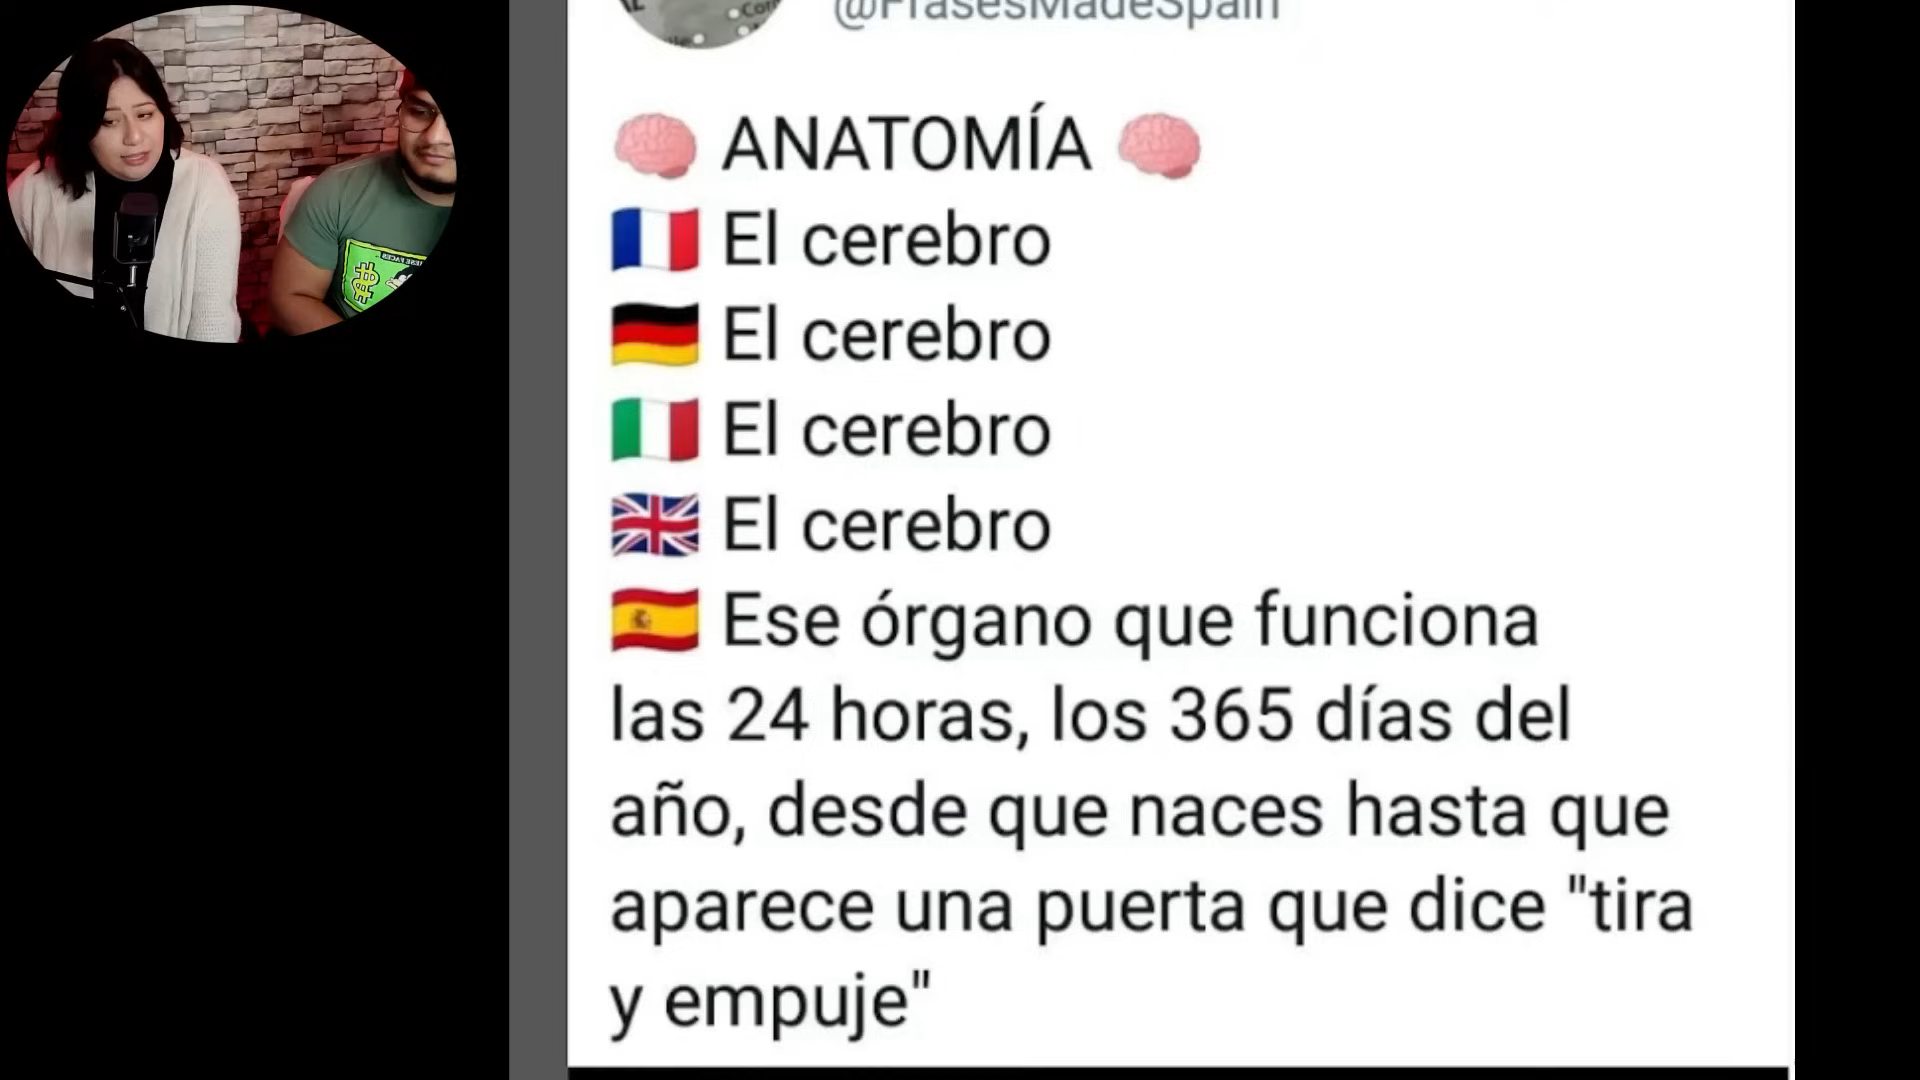 @FrasesMadeSpain
🧠 ANATOMÍA 🧠
🇫🇷 El cerebro
🇩🇪 El cerebro
🇮🇹 El cerebro
🇬🇧 El cerebro
🇪🇸 Ese órgano que funciona
las 24 horas, los 365 días del
año, desde que naces hasta que
aparece una puerta que dice "tira
y empuje"